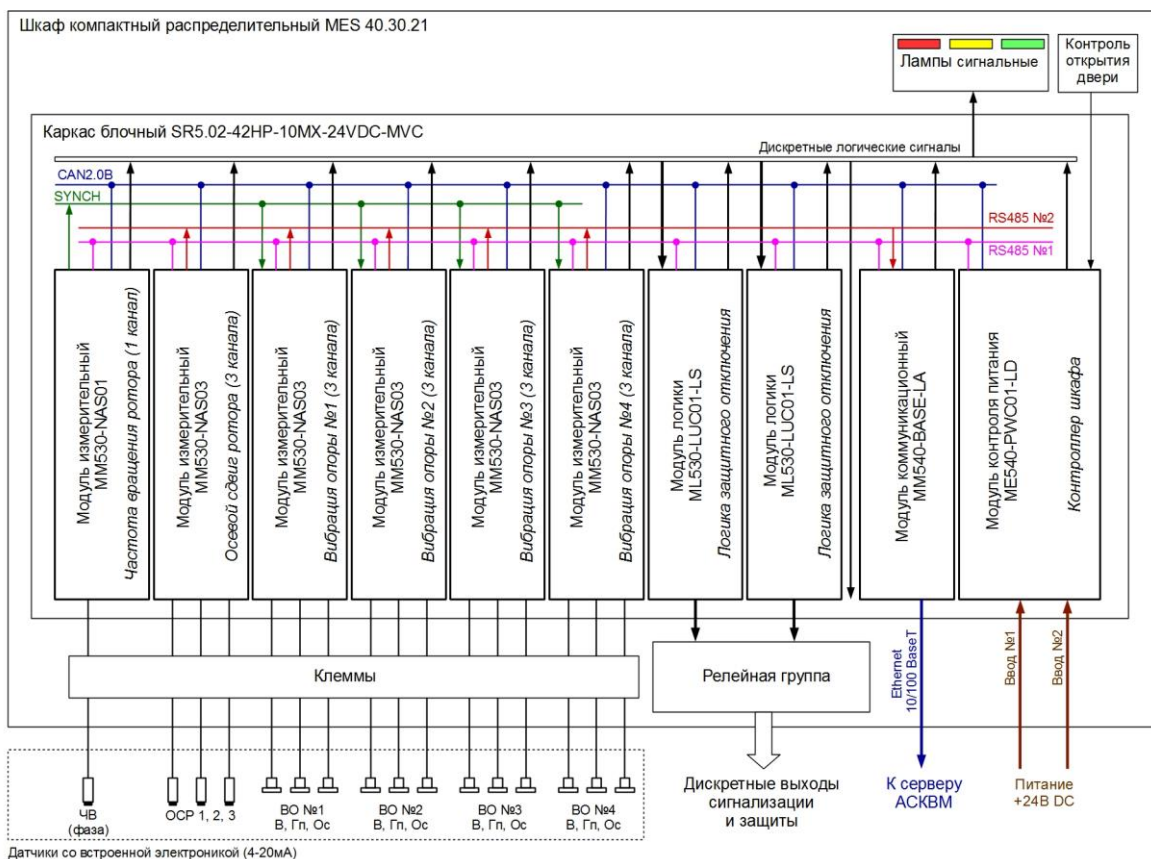 Шкаф компактный распределительный MES 40.30.21
Лампы сигнальные
Контроль
открытия
двери
Каркас блочный SR5.02-42HP-10MX-24VDC-MVC
Дискретные логические сигналы
CAN2.0B
SYNCH
RS485 №2
RS485 №1
Модуль измерительный
MM530-NAS01
Частота вращения ротора (1 канал)
Модуль измерительный
MM530-NAS03
Осевой сдвиг ротора (3 канала)
Модуль измерительный
MM530-NAS03
Вибрация опоры №1 (3 канала)
Модуль измерительный
MM530-NAS03
Вибрация опоры №2 (3 канала)
Модуль измерительный
MM530-NAS03
Вибрация опоры №3 (3 канала)
Модуль измерительный
MM530-NAS03
Вибрация опоры №4 (3 канала)
Модуль логики
ML530-LUC01-LS
Логика защитного отключения
Модуль логики
ML530-LUC01-LS
Логика защитного отключения
Модуль коммуникационный
MM540-BASE-LA
Модуль контроля питания
ME540-PWC01-LD
Контроллер шкафа
Клеммы
Релейная группа
Ethernet
10/100 BaseT
Ввод №1
Ввод №2
ЧВ
(фаза)
ОСР 1, 2, 3
ВО №1
В, Гп, Ос
ВО №2
В, Гп, Ос
ВО №3
В, Гп, Ос
ВО №4
В, Гп, Ос
Дискретные выходы
сигнализации
и защиты
К серверу
АСКВМ
Питание
+24В DC
Датчики со встроенной электроникой (4-20мА)